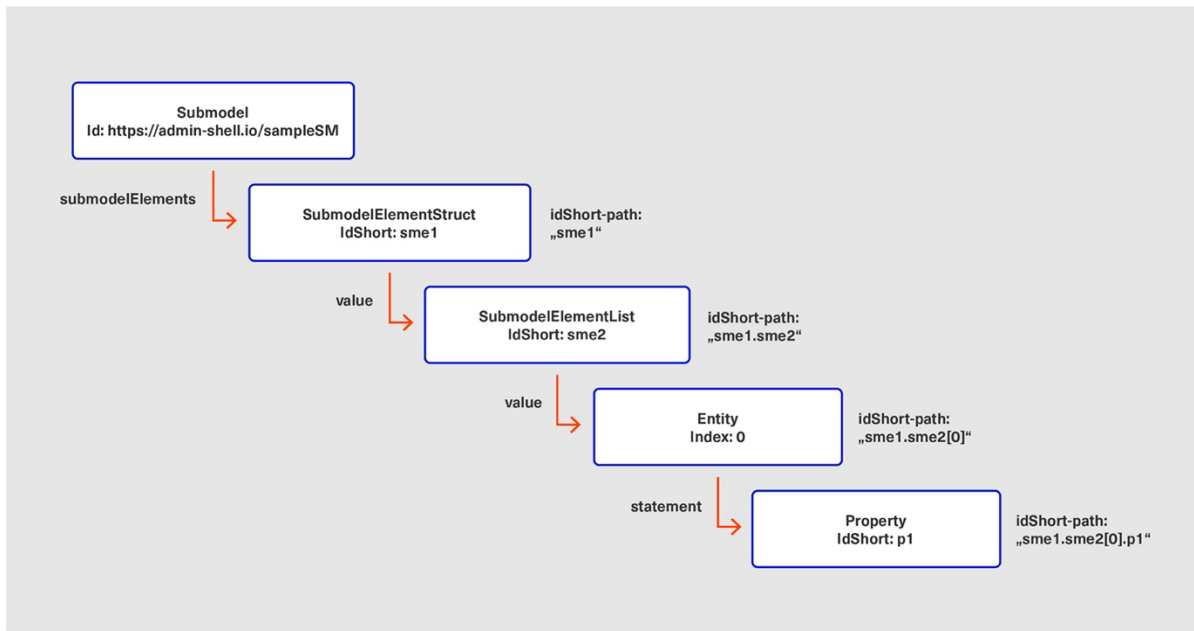 Submodel
Id: https://admin-shell.io/sampleSM
submodelElements
SubmodelElementStruct
IdShort: sme1
idShort-path:
„sme1“
value
SubmodelElementList
IdShort: sme2
idShort-path:
„sme1.sme2“
value
Entity
Index: 0
idShort-path:
„sme1.sme2[0]“
statement
Property
IdShort: p1
idShort-path:
„sme1.sme2[0].p1“